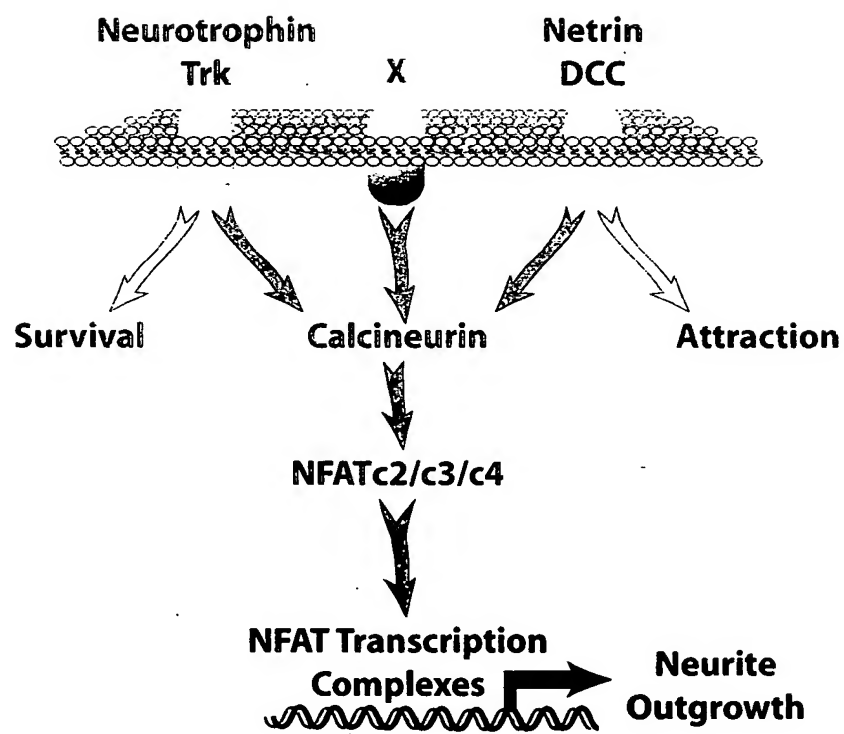 Neurotrophin
Trk
X
Netrin
DCC
Survival
Calcineurin
Attraction
NFATc2/c3/c4
NFAT Transcription
Complexes
Neurite
Outgrowth